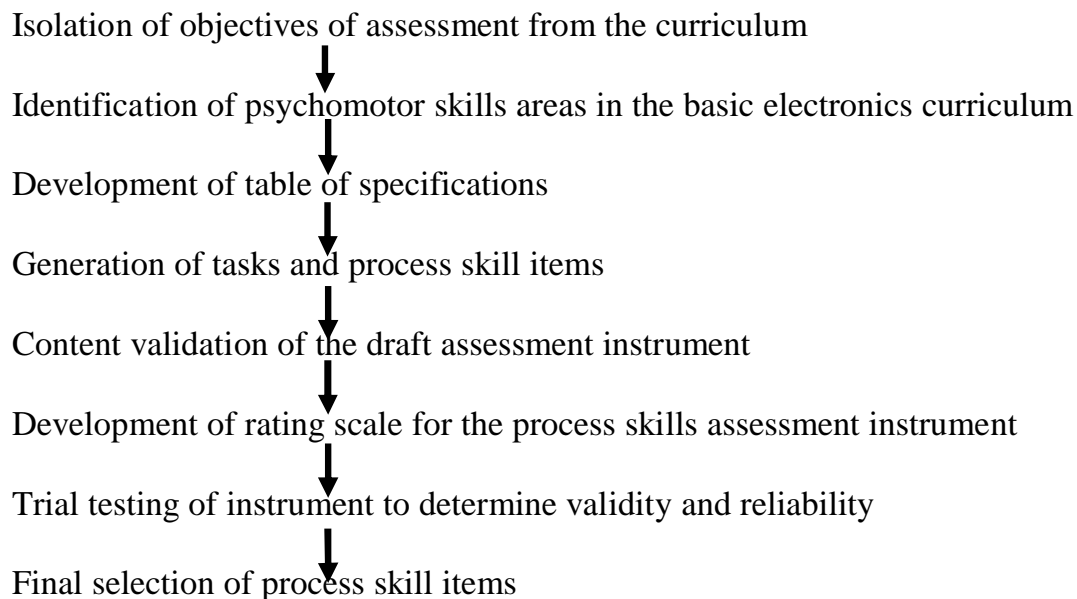 Isolation of objectives of assessment from the curriculum
Identification of psychomotor skills areas in the basic electronics curriculum
Development of table of specifications
Generation of tasks and process skill items
Content validation of the draft assessment instrument
Development of rating scale for the process skills assessment instrument
Trial testing of instrument to determine validity and reliability
Final selection of process skill items